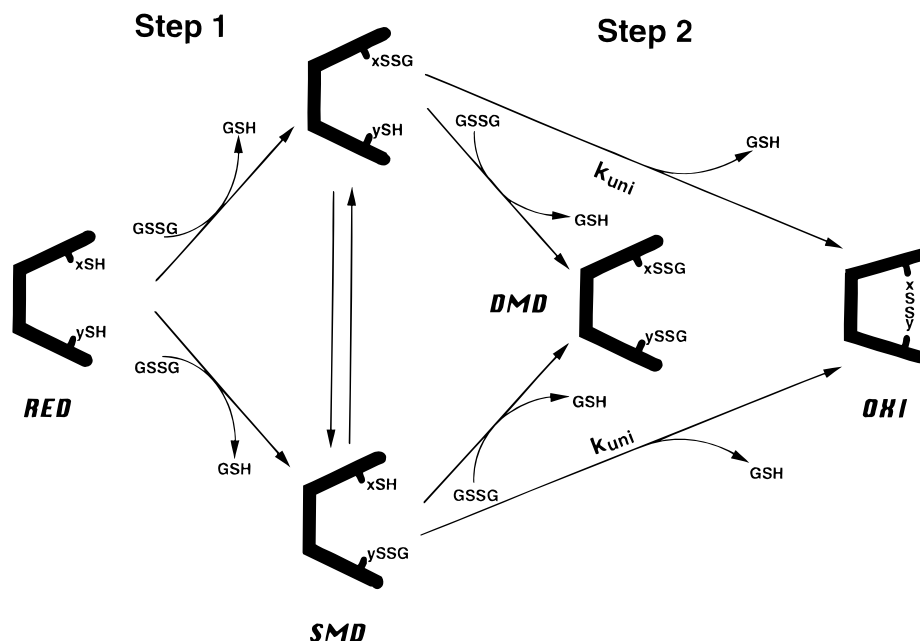 Step 1
Step 2
xSSG
ySH
GSH
GSSG
GSSG
GSH
kuni
GSH
xSH
ySH
RED
GSSG
GSH
xSSG
ySSG
DMD
x
S
S
y
OXI
GSH
kuni
GSSG
GSH
xSH
ySSG
SMD